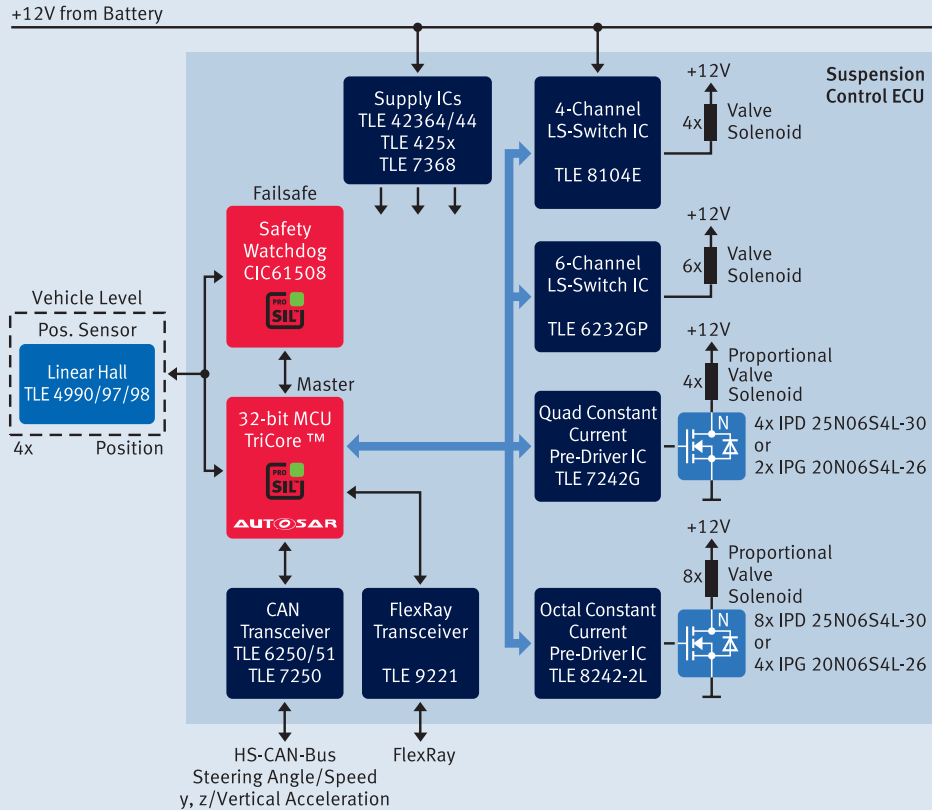 +12V from Battery
Suspension
Control ECU
Supply ICs
TLE 42364/44
TLE 425x
TLE 7368
4-Channel
LS-Switch IC
TLE 8104E
+12V
4x
Valve
Solenoid
Failsafe
Safety
Watchdog
CIC61508
PRO
SIL™
6-Channel
LS-Switch IC
TLE 6232GP
+12V
6x
Valve
Solenoid
Vehicle Level
Pos. Sensor
Linear Hall
TLE 4990/97/98
4x
Position
Master
32-bit MCU
TriCore ™
PRO
SIL™
AUTOSAR
Quad Constant
Current
Pre-Driver IC
TLE 7242G
+12V
4x
Proportional
Valve
Solenoid
N
4x IPD 25N06S4L-30
or
2x IPG 20N06S4L-26
CAN
Transceiver
TLE 6250/51
TLE 7250
FlexRay
Transceiver
TLE 9221
Octal Constant
Current
Pre-Driver IC
TLE 8242-2L
+12V
8x
Proportional
Valve
Solenoid
N
8x IPD 25N06S4L-30
or
4x IPG 20N06S4L-26
HS-CAN-Bus
Steering Angle/Speed
y, z/Vertical Acceleration
FlexRay